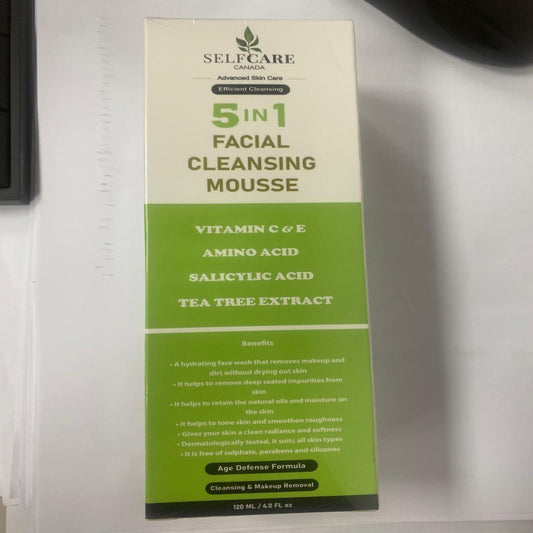 SELFCARE
CANADA
Advanced Skin Care
Efficient Cleansing
5 IN 1
FACIAL
CLEANSING
MOUSSE
VITAMIN C & E
AMINO ACID
SALICYLIC ACID
TEA TREE EXTRACT
Benefits
• A hydrating face wash that removes makeup and
dirt without drying out skin
• It helps to remove deep seated impurities from
skin
• It helps to retain the natural oils and moisture on
the skin
• It helps to tone skin and smoothen roughness
• Gives your skin a clean radiance and softness
• Dermatologically tested, it suits all skin types
• It is free of sulphate, parabens and silicones
Age Defense Formula
Cleansing & Makeup Removal
120 ML / 4.0 FL oz